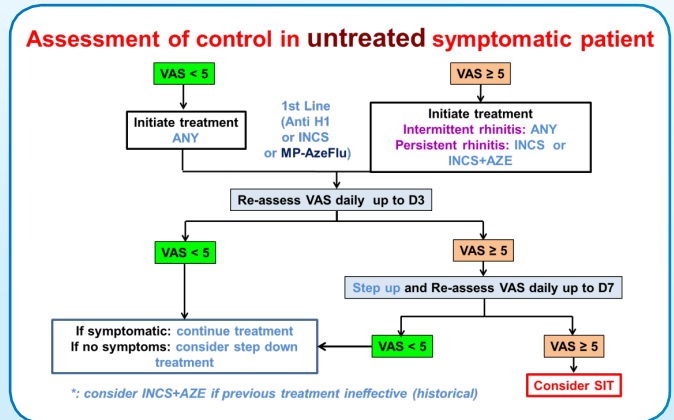 Assessment of control in untreated symptomatic patient
VAS < 5
VAS ≥ 5
Initiate treatment
ANY
1st Line
(Anti H1
or INCS
or MP-AzeFlu)
Initiate treatment
Intermittent rhinitis: ANY
Persistent rhinitis: INCS or
INCS+AZE
Re-assess VAS daily up to D3
VAS < 5
VAS ≥ 5
Step up and Re-assess VAS daily up to D7
If symptomatic: continue treatment
If no symptoms: consider step down
treatment
VAS < 5
VAS ≥ 5
Consider SIT
*: consider INCS+AZE if previous treatment ineffective (historical)